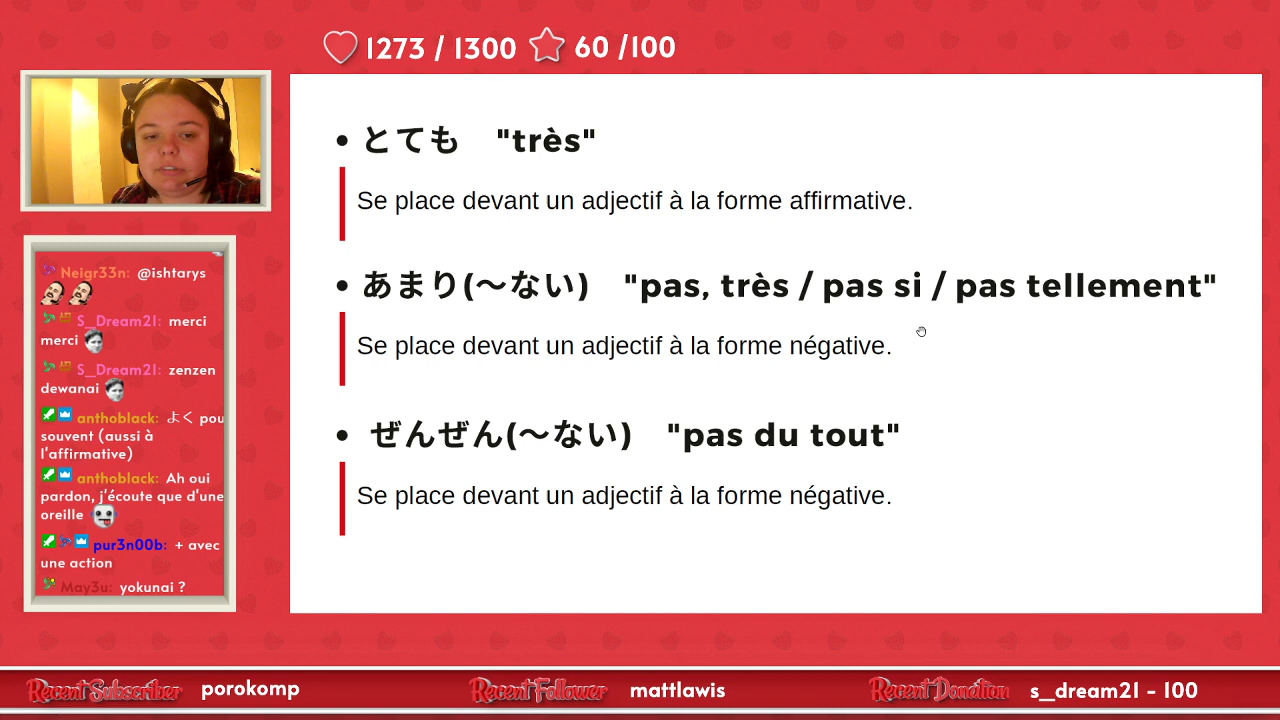 1273 / 1300 60 /100
• とても "très"
Se place devant un adjectif à la forme affirmative.
• あまり(〜ない) "pas, très / pas si / pas tellement"
Se place devant un adjectif à la forme négative.
• ぜんぜん(〜ない) "pas du tout"
Se place devant un adjectif à la forme négative.
Neigr33n: @ishtarys
S_Dream21: merci
merci
S_Dream21: zenzen
dewanai
anthoblack: よく pou
souvent (aussi à
l'affirmative)
anthoblack: Ah oui
pardon, j'écoute que d'une
oreille
pur3n00b: + avec
une action
May3u: yokunai ?
Recent Subscriber porokomp
Recent Follower mattlawis
Recent Donation s_dream21 - 100